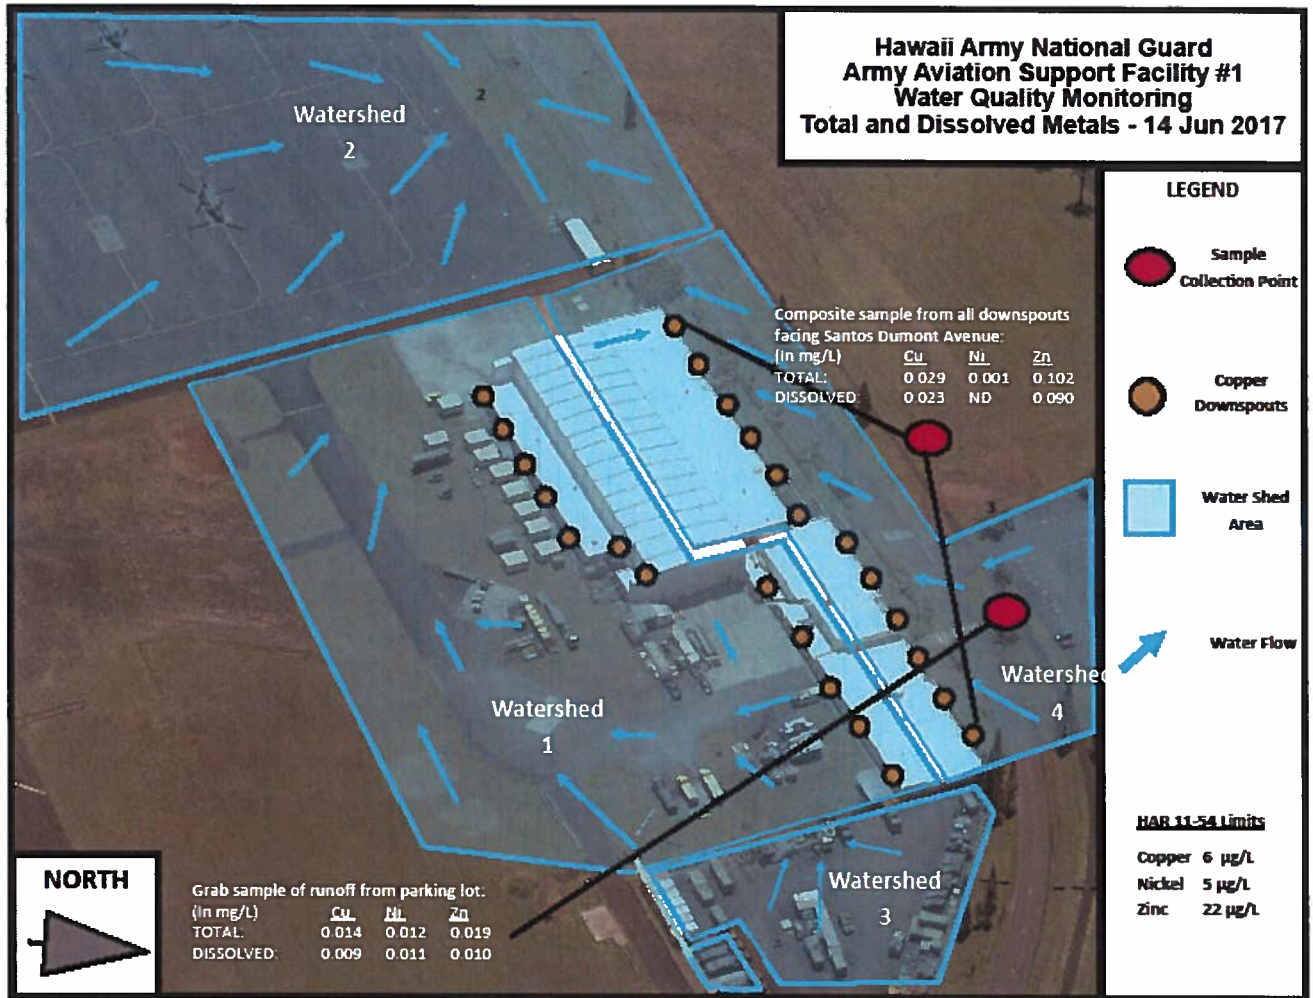 Hawaii Army National Guard
Army Aviation Support Facility #1
Water Quality Monitoring
Total and Dissolved Metals - 14 Jun 2017
LEGEND
Sample
Collection Point
Copper
Downspouts
Water Shed
Area
Water Flow
HAR 11-54 Limits
Copper 6 µg/L
Nickel 5 µg/L
Zinc 22 µg/L
Watershed
2
2
Composite sample from all downspouts
facing Santos Dumont Avenue:
(in mg/L) Cu Ni Zn
TOTAL: 0.029 0.001 0.102
DISSOLVED: 0.023 ND 0.090
3
Watershed
4
Watershed
1
Watershed
3
NORTH
Grab sample of runoff from parking lot:
(in mg/L) Cu Ni Zn
TOTAL: 0.014 0.012 0.019
DISSOLVED: 0.009 0.011 0.010